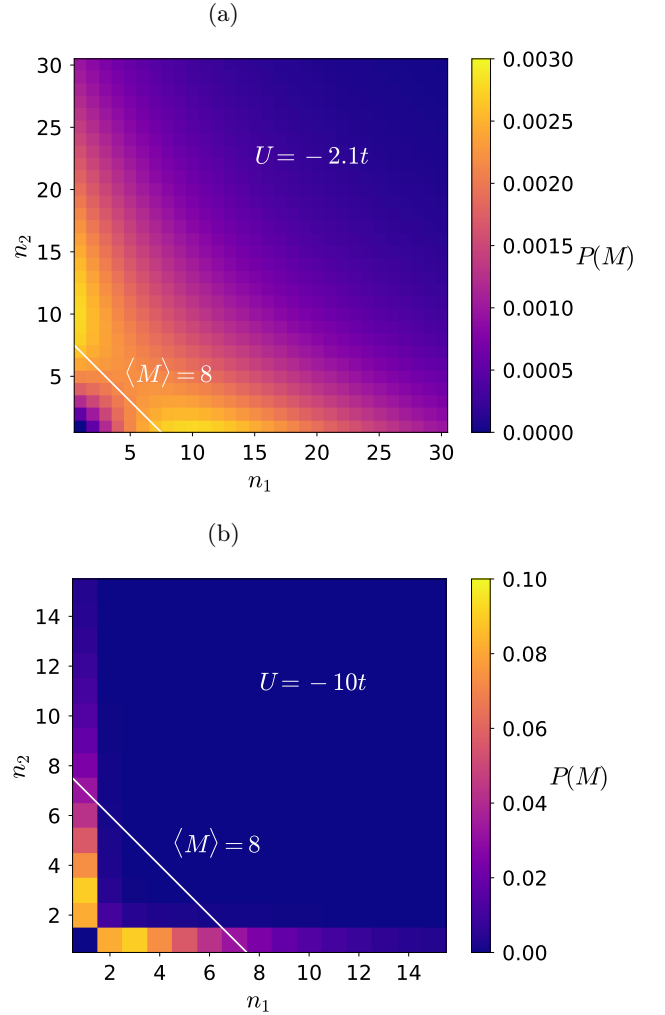 (a)
30
25
20
15
10
5
n₂
U = − 2.1t
⟨M⟩ = 8
5 10 15 20 25 30
n₁
0.0030
0.0025
0.0020
0.0015
0.0010
0.0005
0.0000
P(M)
(b)
14
12
10
8
6
4
2
n₂
U = − 10t
⟨M⟩ = 8
2 4 6 8 10 12 14
n₁
0.10
0.08
0.06
0.04
0.02
0.00
P(M)